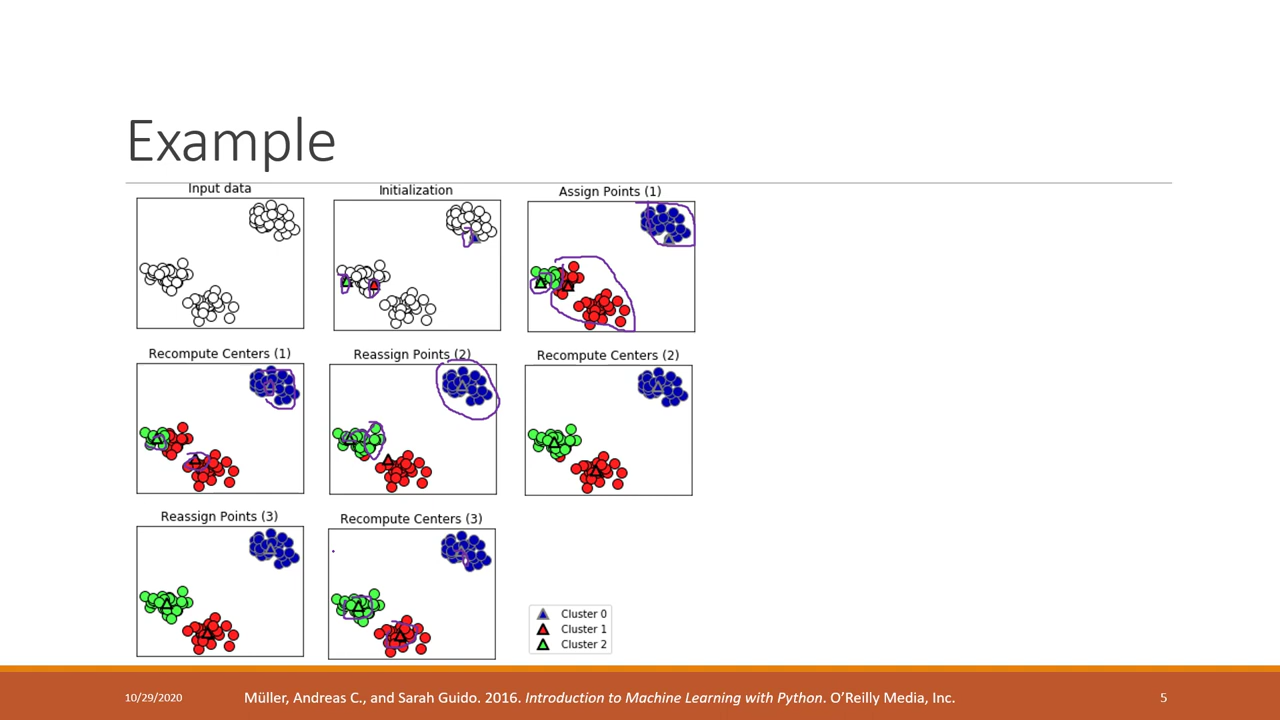 Example
Input data
Initialization
Assign Points (1)
Recompute Centers (1)
Reassign Points (2)
Recompute Centers (2)
Reassign Points (3)
Recompute Centers (3)
Cluster 0
Cluster 1
Cluster 2
10/29/2020
Müller, Andreas C., and Sarah Guido. 2016. Introduction to Machine Learning with Python. O’Reilly Media, Inc.
5